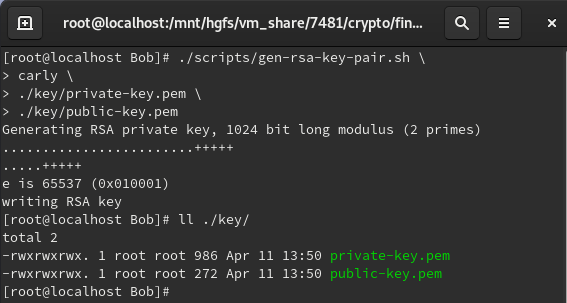 root@localhost:/mnt/hgfs/vm_share/7481/crypto/fin...
[root@localhost Bob]# ./scripts/gen-rsa-key-pair.sh \
> carly \
> ./key/private-key.pem \
> ./key/public-key.pem
Generating RSA private key, 1024 bit long modulus (2 primes)
........................+++++
.....+++++
e is 65537 (0x010001)
writing RSA key
[root@localhost Bob]# ll ./key/
total 2
-rwxrwxrwx. 1 root root 986 Apr 11 13:50 private-key.pem
-rwxrwxrwx. 1 root root 272 Apr 11 13:50 public-key.pem
[root@localhost Bob]#